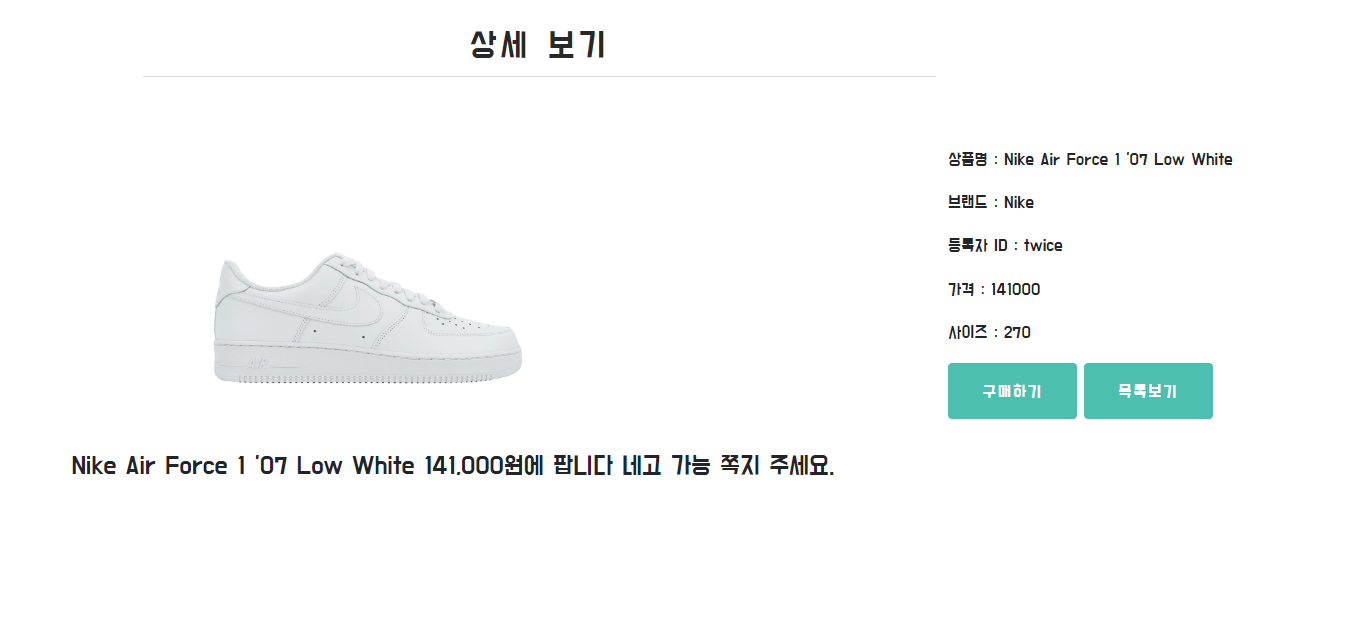 상세 보기
상품명 : Nike Air Force 1 '07 Low White
브랜드 : Nike
등록자 ID : twice
가격 : 141000
사이즈 : 270
구매하기
목록보기
AIR
Nike Air Force 1 '07 Low White 141,000원에 팝니다 네고 가능 쪽지 주세요.